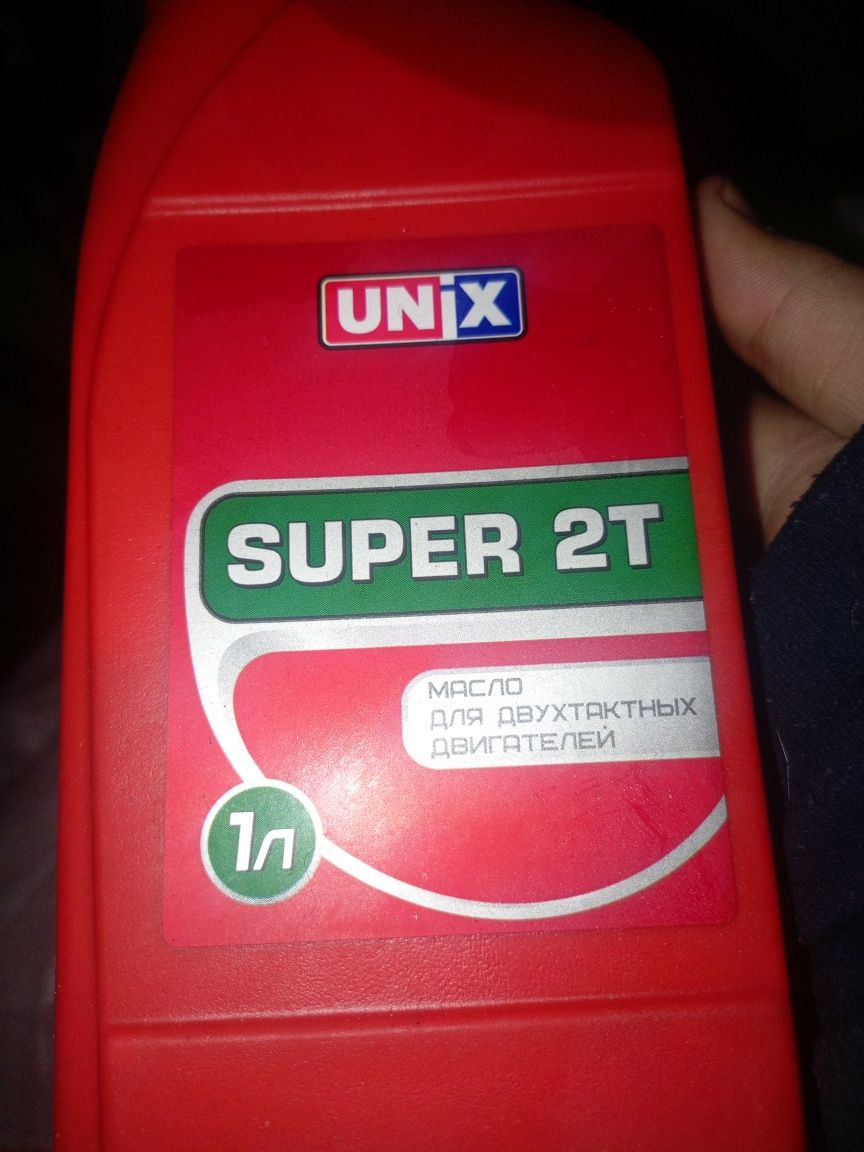 UNiX
SUPER 2T
МАСЛО
ДЛЯ ДВУХТАКТНЫХ
ДВИГАТЕЛЕЙ
1л